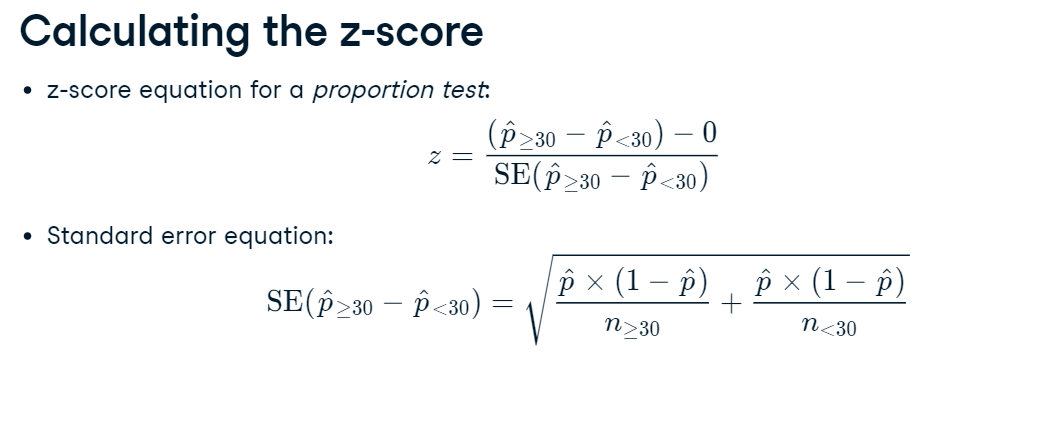 Calculating the z-score
• z-score equation for a proportion test:
z = \frac{(\hat{p}_{\geq 30} - \hat{p}_{<30}) - 0}{\text{SE}(\hat{p}_{\geq 30} - \hat{p}_{<30})}
• Standard error equation:
\text{SE}(\hat{p}_{\geq 30} - \hat{p}_{<30}) = \sqrt{\frac{\hat{p} \times (1 - \hat{p})}{n_{\geq 30}} + \frac{\hat{p} \times (1 - \hat{p})}{n_{<30}}}